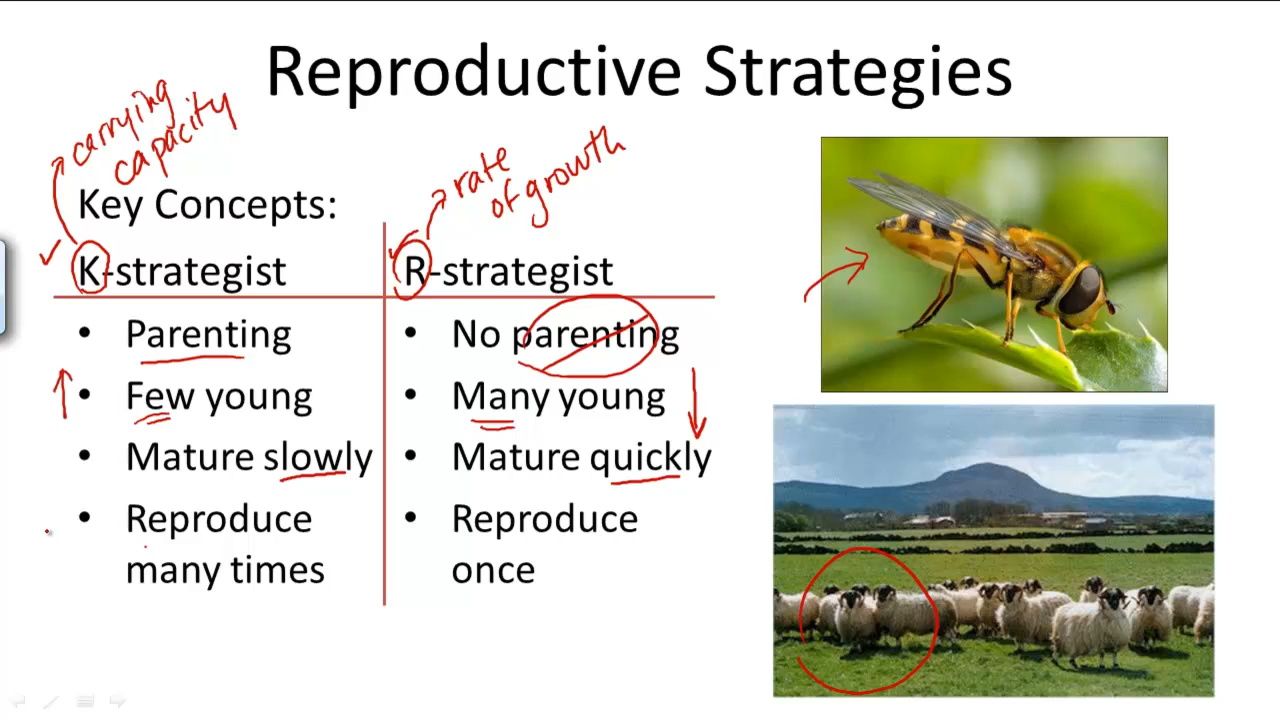 Reproductive Strategies
carrying
capacity
rate
of growth
Key Concepts:
K-strategist
• Parenting
• Few young
• Mature slowly
• Reproduce
many times
R-strategist
• No parenting
• Many young
• Mature quickly
• Reproduce
once